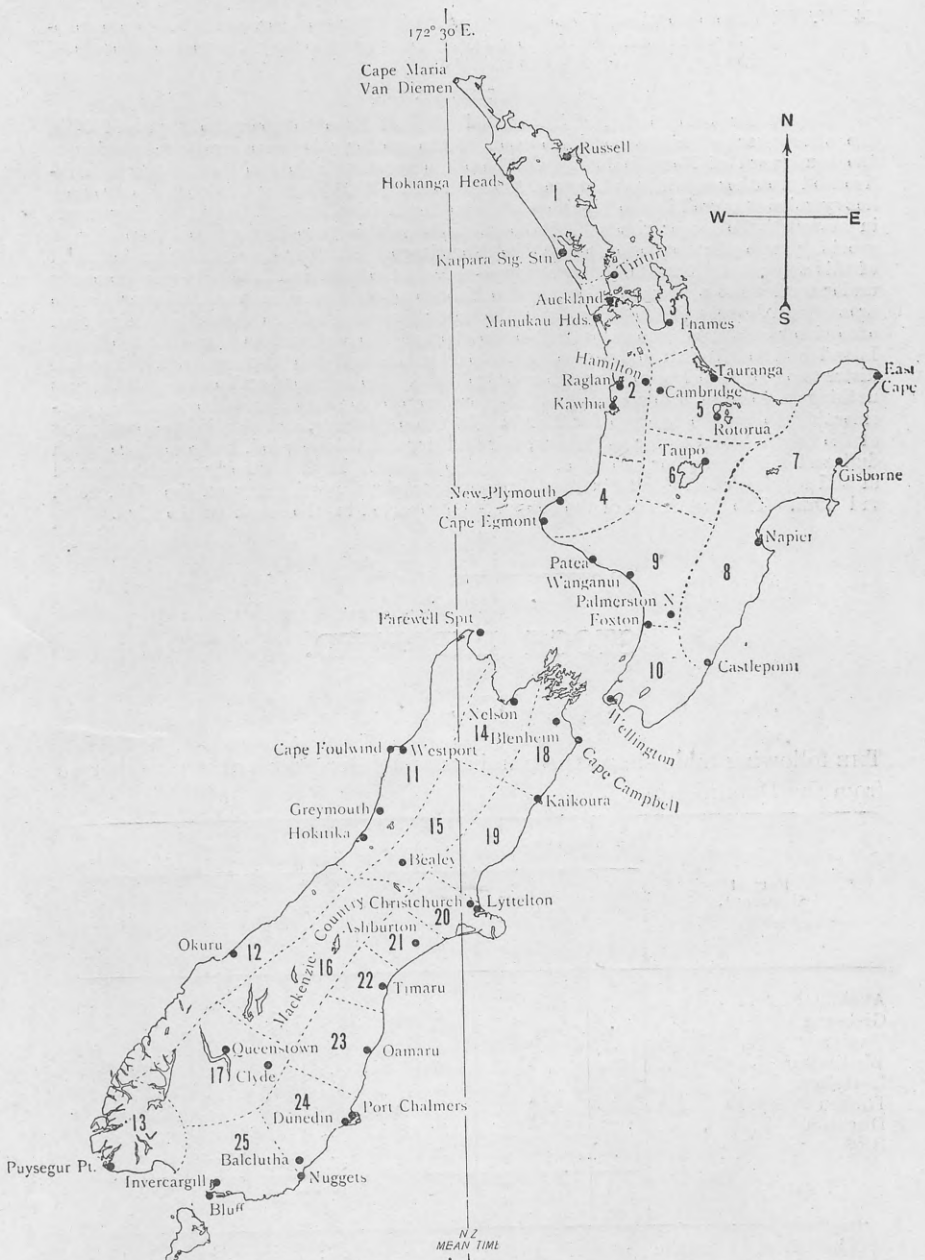 172° 30' E.
Cape Maria
Van Diemen
N
Russell
Hokianga Heads
1
W
E
Kaipara Sig. Stn.
Tiritiri
Auckland
3
S
Manukau Hds.
Thames
Hamilton
Tauranga
East
Cape
Raglan
2
Cambridge
Kawhia
5
Rotorua
Taupo
7
6
Gisborne
New Plymouth
4
Cape Egmont
Napier
Patea
9
8
Wanganui
Palmerston N
Farewell Spit
Foxton
10
Castlepoint
Nelson
Wellington
14
Blenheim
18
Cape Foulwind
Westport
Cape Campbell
11
Kaikoura
Greymouth
15
19
Hokitika
Bealey
Christchurch
Lyttelton
20
Ashburton
21
Mackenzie Country
Okuru
12
16
22
Timaru
Queenstown
23
Oamaru
17
Clyde
24
Port Chalmers
Dunedin
13
25
Balclutha
Puysegur Pt.
Invercargill
Nuggets
Bluff
N Z
MEAN TIME